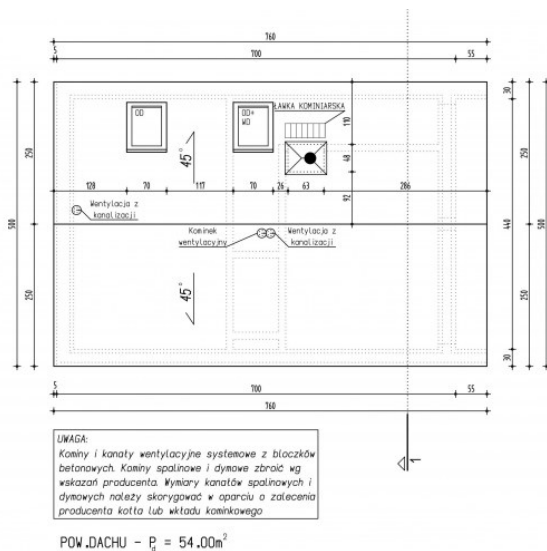 760
5 700 55
OD
OD+
WD
ŁAWKA KOMINIARSKA
30
110
250
45°
48
250
128 70 117 70 26 63 286
92
500
Wentylacja z
kanalizacji
440
500
Kominek
wentylacyjny
Wentylacja z
kanalizacji
250
45°
250
30
5 700 55
760
1
UWAGA:
Kominy i kanały wentylacyjne systemowe z bloczków
betonowych. Kominy spalinowe i dymowe zbroić wg
wskazań producenta. Wymiary kanałów spalinowych i
dymowych należy skorygować w oparciu o zalecenia
producenta kotła lub wkładu kominkowego
POW.DACHU - Pd = 54.00m²